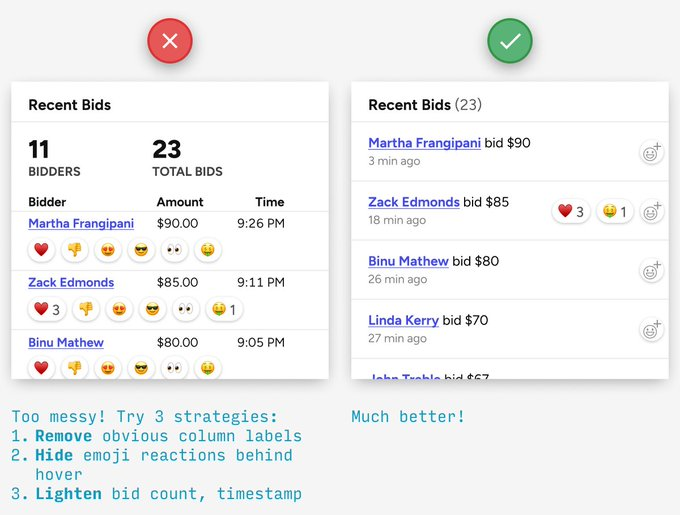 Recent Bids
11
BIDDERS
23
TOTAL BIDS
Bidder Amount Time
Martha Frangipani $90.00 9:26 PM
Zack Edmonds $85.00 9:11 PM
3
1
Binu Mathew $80.00 9:05 PM
Too messy! Try 3 strategies:
1. Remove obvious column labels
2. Hide emoji reactions behind
hover
3. Lighten bid count, timestamp
Recent Bids (23)
Martha Frangipani bid $90
3 min ago
Zack Edmonds bid $85
18 min ago
3
1
Binu Mathew bid $80
26 min ago
Linda Kerry bid $70
27 min ago
John Treble bid $67
Much better!